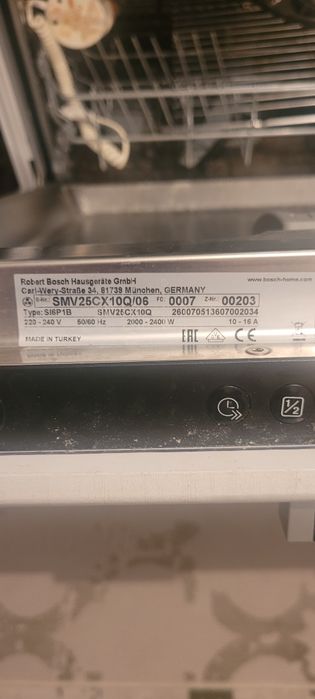 Robert Bosch Hausgeräte GmbH
www.bosch-home.com
Carl-Wery-Straße 34, 81739 München, GERMANY
E-Nr.: SMV25CX10Q/06 FD: 0007 Z-Nr.: 00203
Type: SI6P1B SMV25CX10Q 260070513607002034
220 - 240 V 50/60 Hz 2000 - 2400 W 10 - 16 A
MADE IN TURKEY
EAC CE
1/2